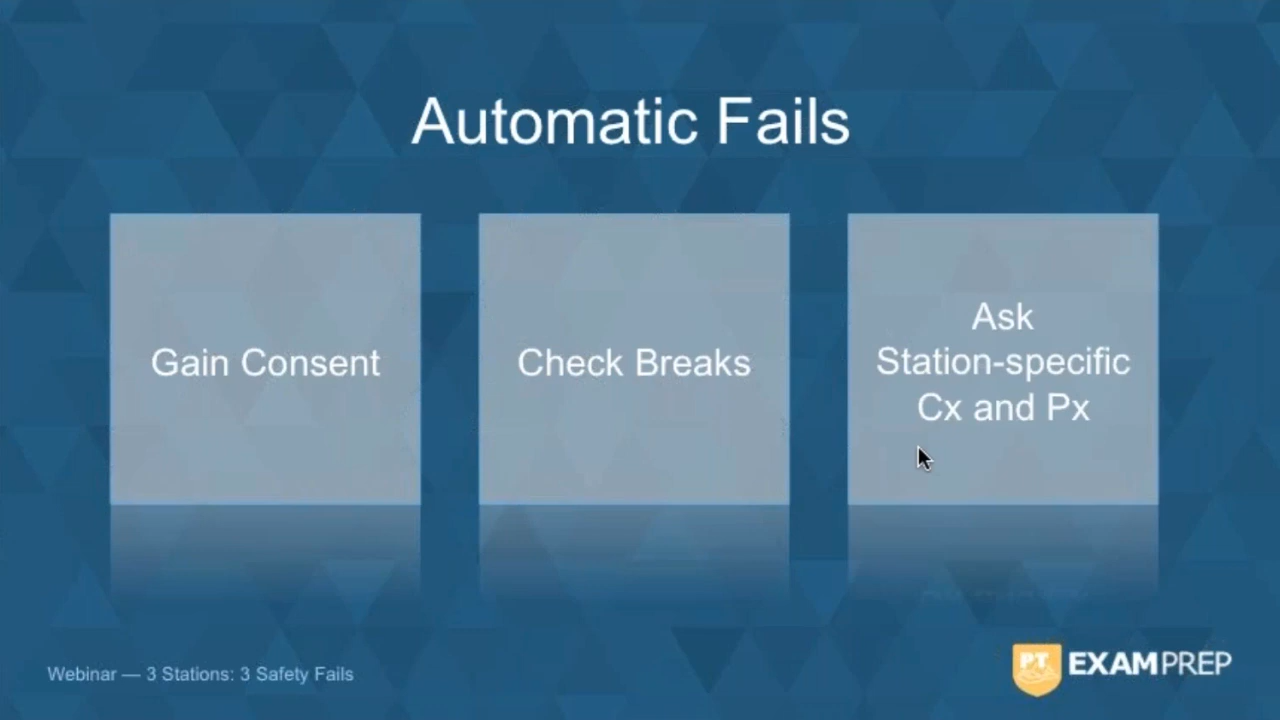 Automatic Fails
Gain Consent
Check Breaks
Ask
Station-specific
Cx and Px
Webinar — 3 Stations: 3 Safety Fails
PT
EXAMPREP